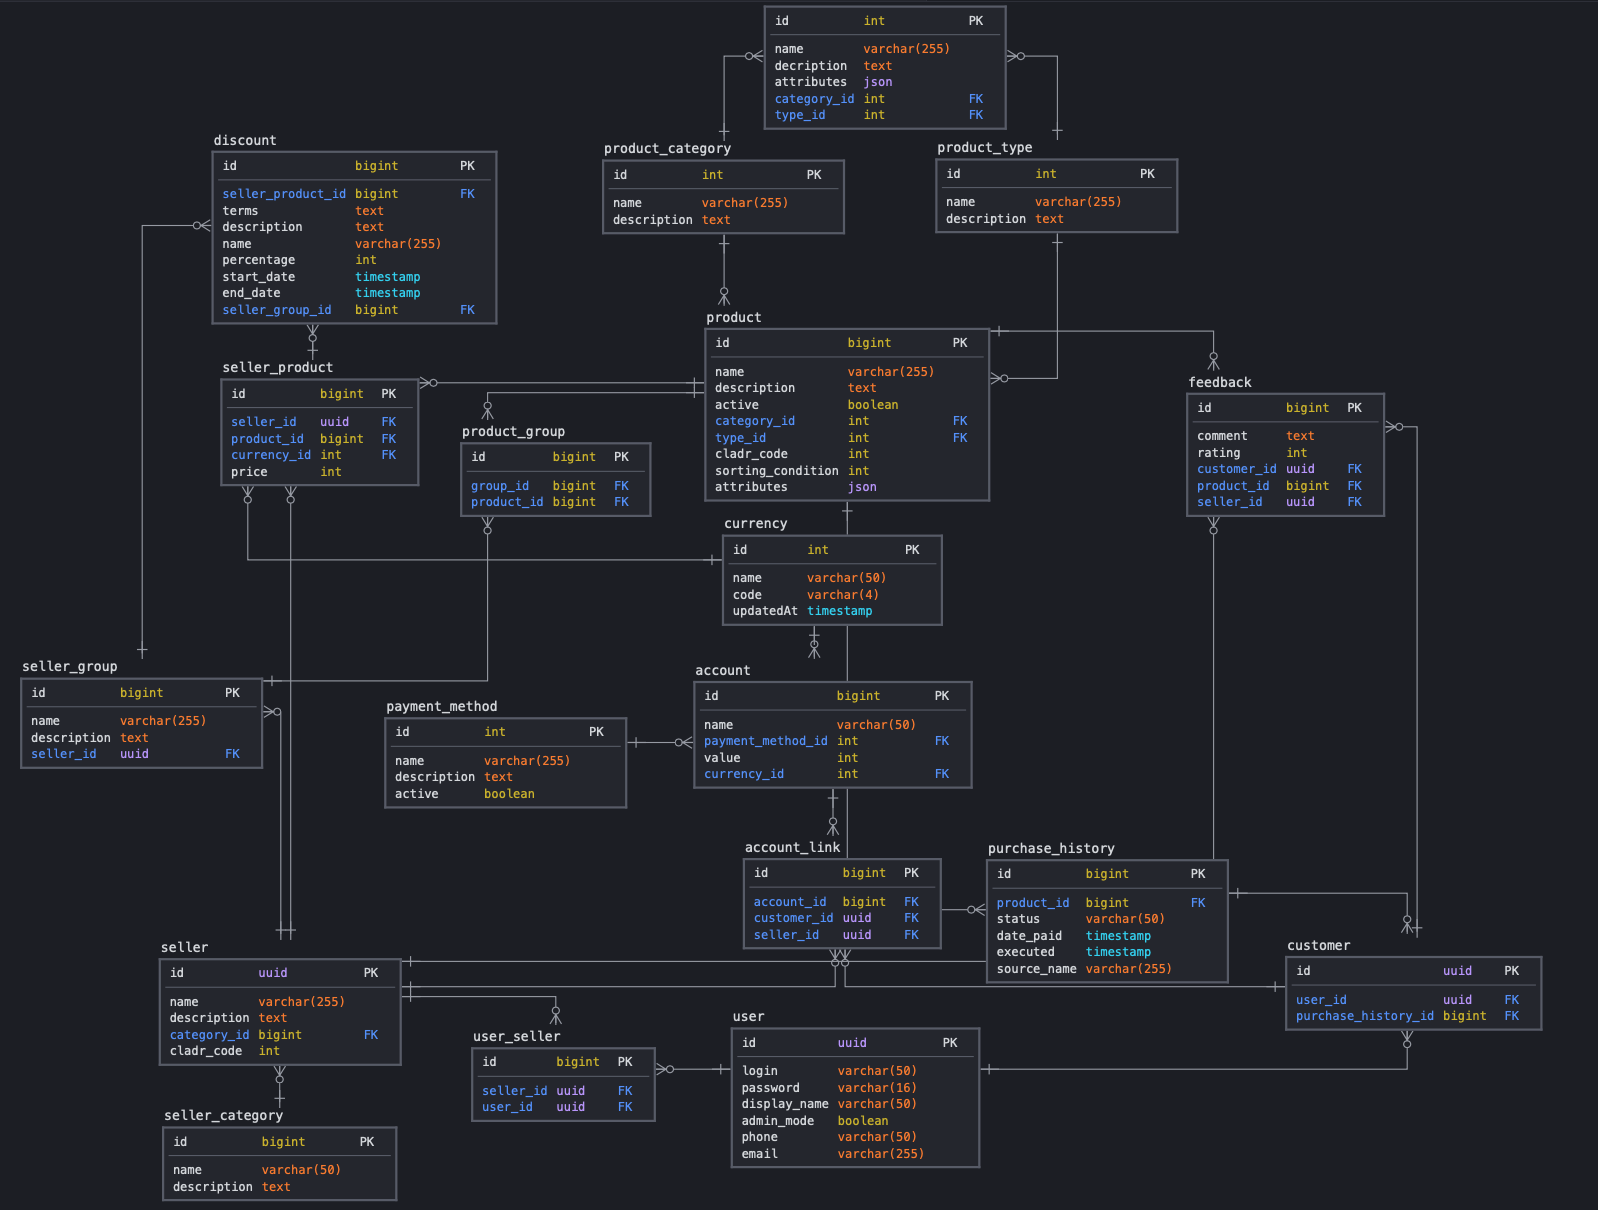 id int PK
name varchar(255)
decription text
attributes json
category_id int FK
type_id int FK
discount
id bigint PK
seller_product_id bigint FK
terms text
description text
name varchar(255)
percentage int
start_date timestamp
end_date timestamp
seller_group_id bigint FK
product_category
id int PK
name varchar(255)
description text
product_type
id int PK
name varchar(255)
description text
product
id bigint PK
name varchar(255)
description text
active boolean
category_id int FK
type_id int FK
cladr_code int
sorting_condition int
attributes json
seller_product
id bigint PK
seller_id uuid FK
product_id bigint FK
currency_id int FK
price int
product_group
id bigint PK
group_id bigint FK
product_id bigint FK
feedback
id bigint PK
comment text
rating int
customer_id uuid FK
product_id bigint FK
seller_id uuid FK
currency
id int PK
name varchar(50)
code varchar(4)
updatedAt timestamp
seller_group
id bigint PK
name varchar(255)
description text
seller_id uuid FK
payment_method
id int PK
name varchar(255)
description text
active boolean
account
id bigint PK
name varchar(50)
payment_method_id int FK
value int
currency_id int FK
account_link
id bigint PK
account_id bigint FK
customer_id uuid FK
seller_id uuid FK
purchase_history
id bigint PK
product_id bigint FK
status varchar(50)
date_paid timestamp
executed timestamp
source_name varchar(255)
seller
id uuid PK
name varchar(255)
description text
category_id bigint FK
cladr_code int
customer
id uuid PK
user_id uuid FK
purchase_history_id bigint FK
user_seller
id bigint PK
seller_id uuid FK
user_id uuid FK
user
id uuid PK
login varchar(50)
password varchar(16)
display_name varchar(50)
admin_mode boolean
phone varchar(50)
email varchar(255)
seller_category
id bigint PK
name varchar(50)
description text